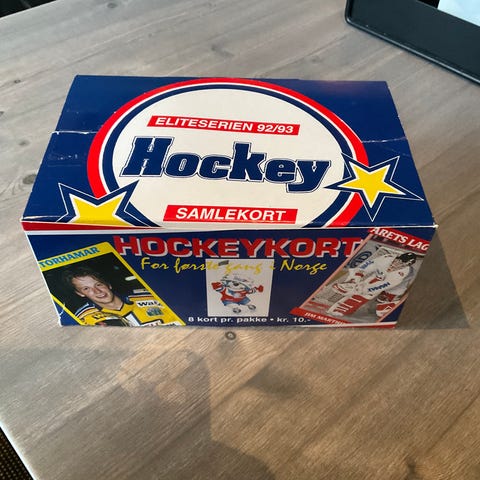 ELITESERIEN 92/93
Hockey
SAMLEKORT
HOCKEYKORT
For første gang i Norge
TORHAMAR
ÅRETS LAG
8 kort pr. pakke • kr. 10.-